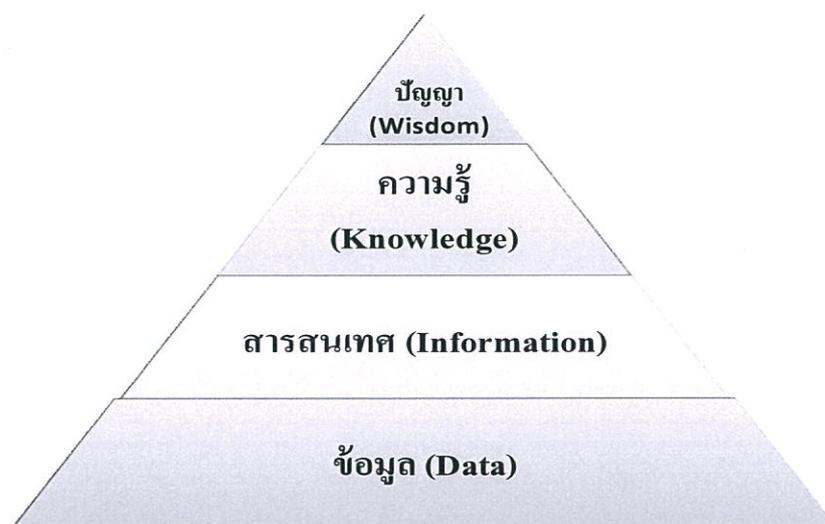 ปัญญา
(Wisdom)
ความรู้
(Knowledge)
สารสนเทศ (Information)
ข้อมูล (Data)